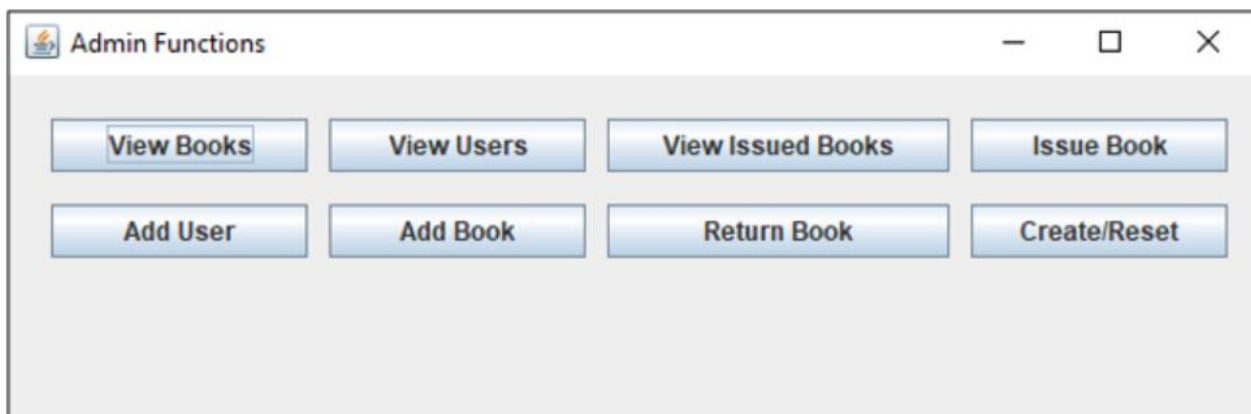 Admin Functions
View Books View Users View Issued Books Issue Book
Add User Add Book Return Book Create/Reset